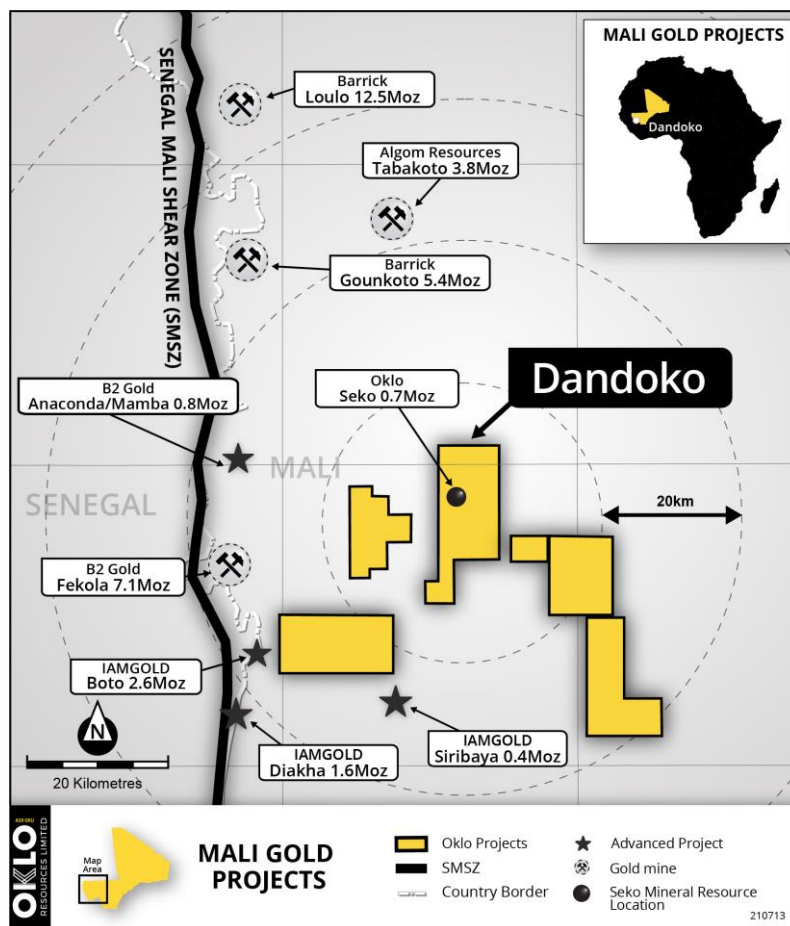 MALI GOLD PROJECTS
Dandoko
SENEGAL MALI SHEAR ZONE (SMSZ)
Barrick
Loulo 12.5Moz
Algom Resources
Tabakoto 3.8Moz
Barrick
Gounkoto 5.4Moz
Dandoko
B2 Gold
Anaconda/Mamba 0.8Moz
Oklo
Seko 0.7Moz
MALI
SENEGAL
20km
B2 Gold
Fekola 7.1Moz
IAMGOLD
Boto 2.6Moz
IAMGOLD
Diakha 1.6Moz
IAMGOLD
Siribaya 0.4Moz
N
20 Kilometres
ASX:OKU
OKLO
RESOURCES LIMITED
Map
Area
MALI GOLD
PROJECTS
Oklo Projects
SMSZ
Country Border
Advanced Project
Gold mine
Seko Mineral Resource
Location
210713